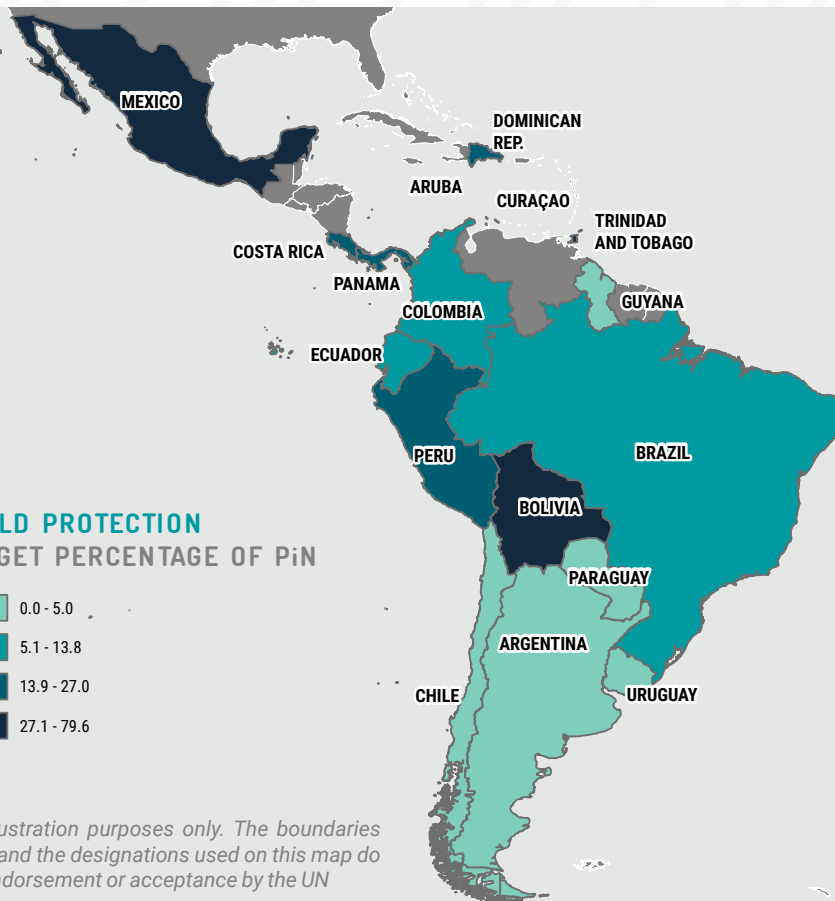 MEXICO
DOMINICAN
REP.
ARUBA
CURAÇAO
TRINIDAD
AND TOBAGO
COSTA RICA
PANAMA
GUYANA
COLOMBIA
ECUADOR
PERU
BRAZIL
BOLIVIA
LD PROTECTION
GET PERCENTAGE OF PiN
PARAGUAY
0.0 - 5.0
5.1 - 13.8
ARGENTINA
13.9 - 27.0
CHILE
URUGUAY
27.1 - 79.6
ustration purposes only. The boundaries
and the designations used on this map do
ndorsement or acceptance by the UN